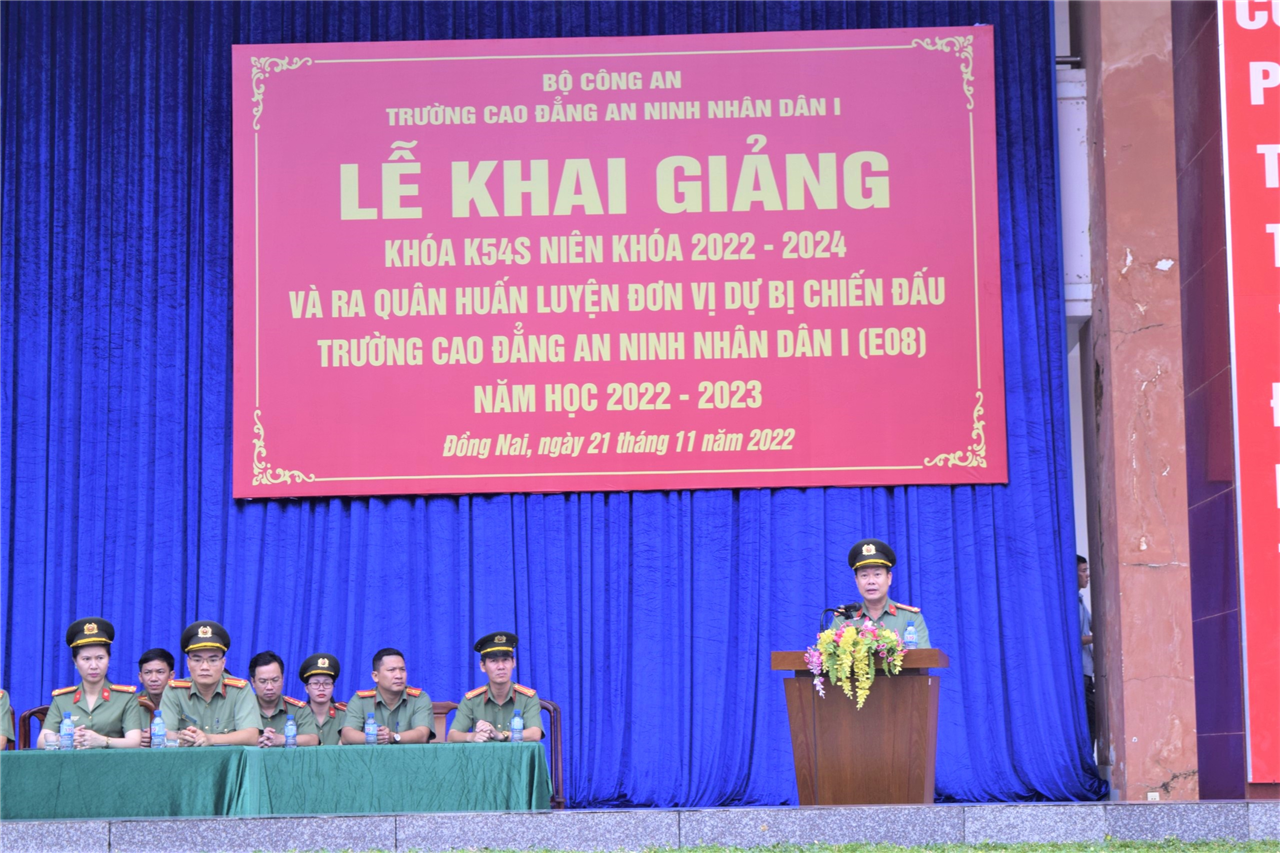 BỘ CÔNG AN
TRƯỜNG CAO ĐẲNG AN NINH NHÂN DÂN I
LỄ KHAI GIẢNG
KHÓA K54S NIÊN KHÓA 2022 - 2024
VÀ RA QUÂN HUẤN LUYỆN ĐƠN VỊ DỰ BỊ CHIẾN ĐẤU
TRƯỜNG CAO ĐẲNG AN NINH NHÂN DÂN I (E08)
NĂM HỌC 2022 - 2023
Đồng Nai, ngày 21 tháng 11 năm 2022